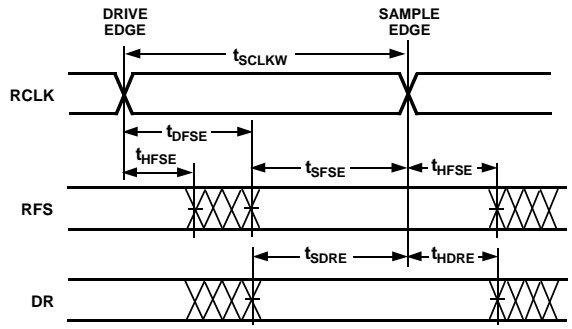 DRIVE EDGE
SAMPLE EDGE
tSCLKW
RCLK
tDFSE
tHFSE
tSFSE
tHFSE
RFS
tSDRE
tHDRE
DR